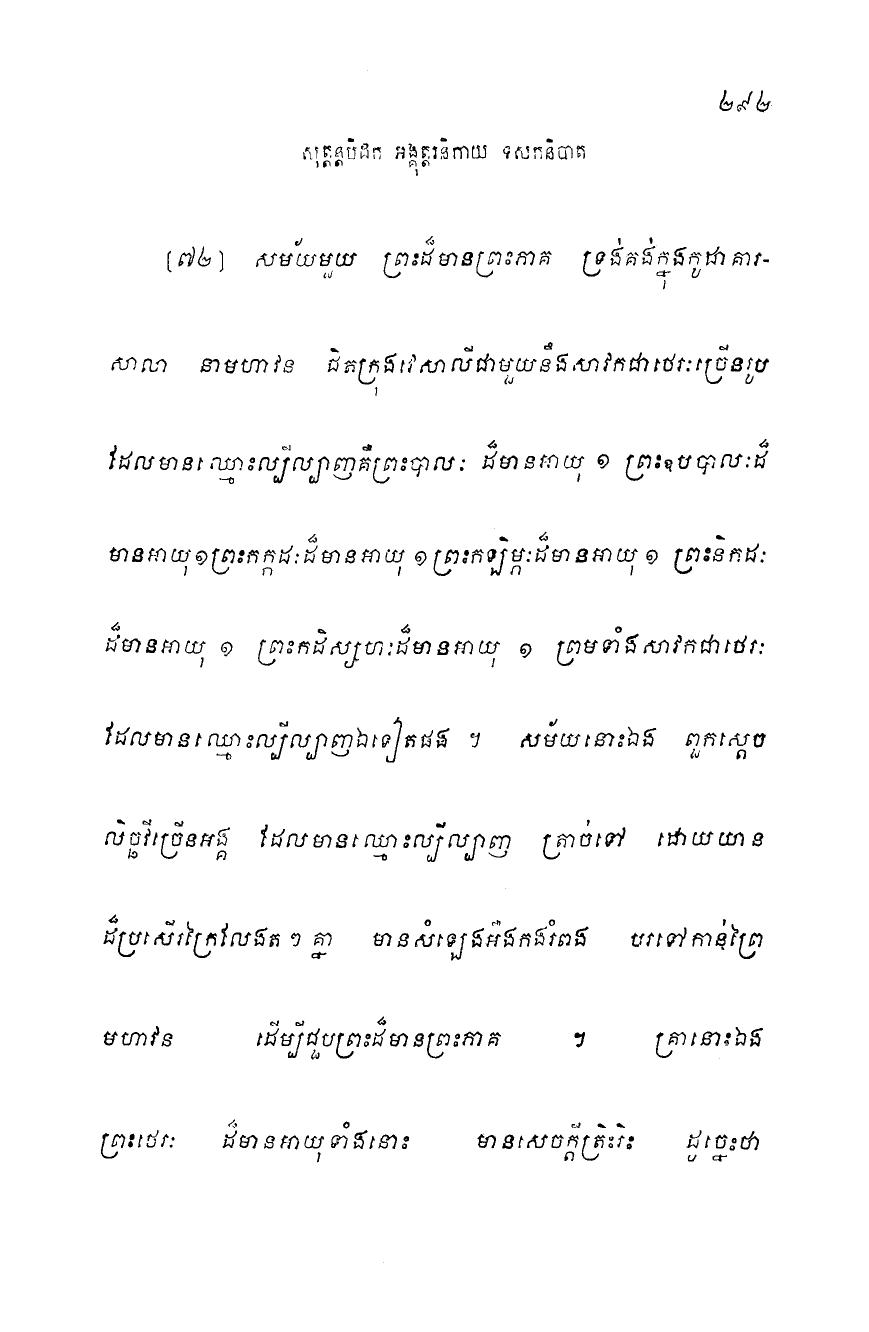 ២៩២
សុត្តន្តបិដក អង្គុត្តរនិកាយ ទសកនិបាត
[៧២] សម័យមួយ ព្រះដ៏មានព្រះភាគ ទ្រង់គង់ក្នុងកូដាគារ-
សាលា នាមហាវន ជិតក្រុងវេសាលីជាមួយនឹងសាវកជាថេរៈច្រើនរូប
ដែលមានឈ្មោះល្បីល្បាញគឺព្រះបាលៈ ដ៏មានអាយុ ១ ព្រះឧបបាលៈដ៏
មានអាយុ ១ ព្រះកក្កដៈដ៏មានអាយុ ១ ព្រះកឡិម្ភៈដ៏មានអាយុ ១ ព្រះនិកដៈ
ដ៏មានអាយុ ១ ព្រះកដិស្សហៈដ៏មានអាយុ ១ ព្រមទាំងសាវកជាថេរៈ
ដែលមានឈ្មោះល្បីល្បាញឯទៀតផង ។ សម័យនោះឯង ពួកស្តេច
លិច្ឆវីច្រើនអង្គ ដែលមានឈ្មោះល្បីល្បាញ ត្រាច់ទៅ ដោយយាន
ដ៏ប្រសើរក្រៃលែងត ៗ គ្នា មានសំឡេងអ៊ឹងកងរំពង បរទៅកាន់ព្រៃ
មហាវន ដើម្បីជួបព្រះដ៏មានព្រះភាគ ។ គ្រានោះឯង
ព្រះថេរៈ ដ៏មានអាយុទាំងនោះ មានសេចក្តីត្រិះរិះ ដូច្នេះថា